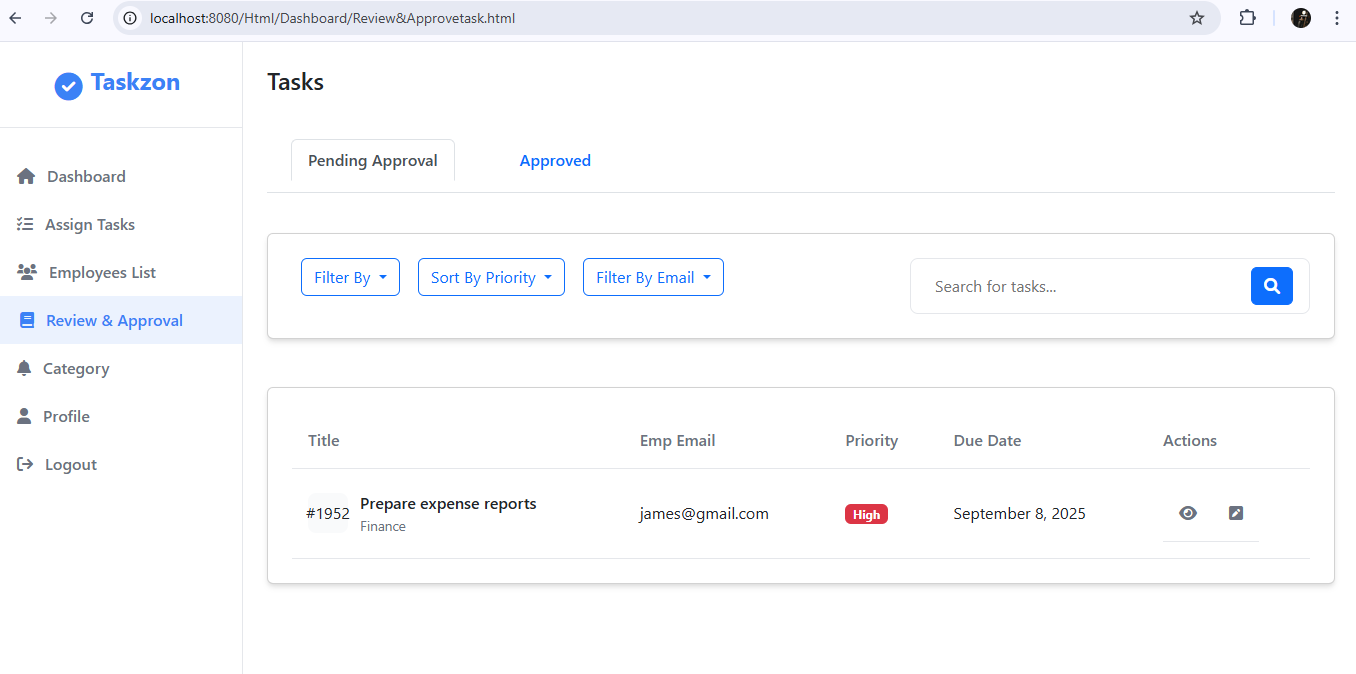 localhost:8080/Html/Dashboard/Review&Approvetask.html
Taskzon
Tasks
Pending Approval Approved
Dashboard
Assign Tasks
Employees List
Review & Approval
Category
Profile
Logout
Filter By Sort By Priority Filter By Email Search for tasks...
Title Emp Email Priority Due Date Actions
#1952 Prepare expense reports james@gmail.com High September 8, 2025
Finance